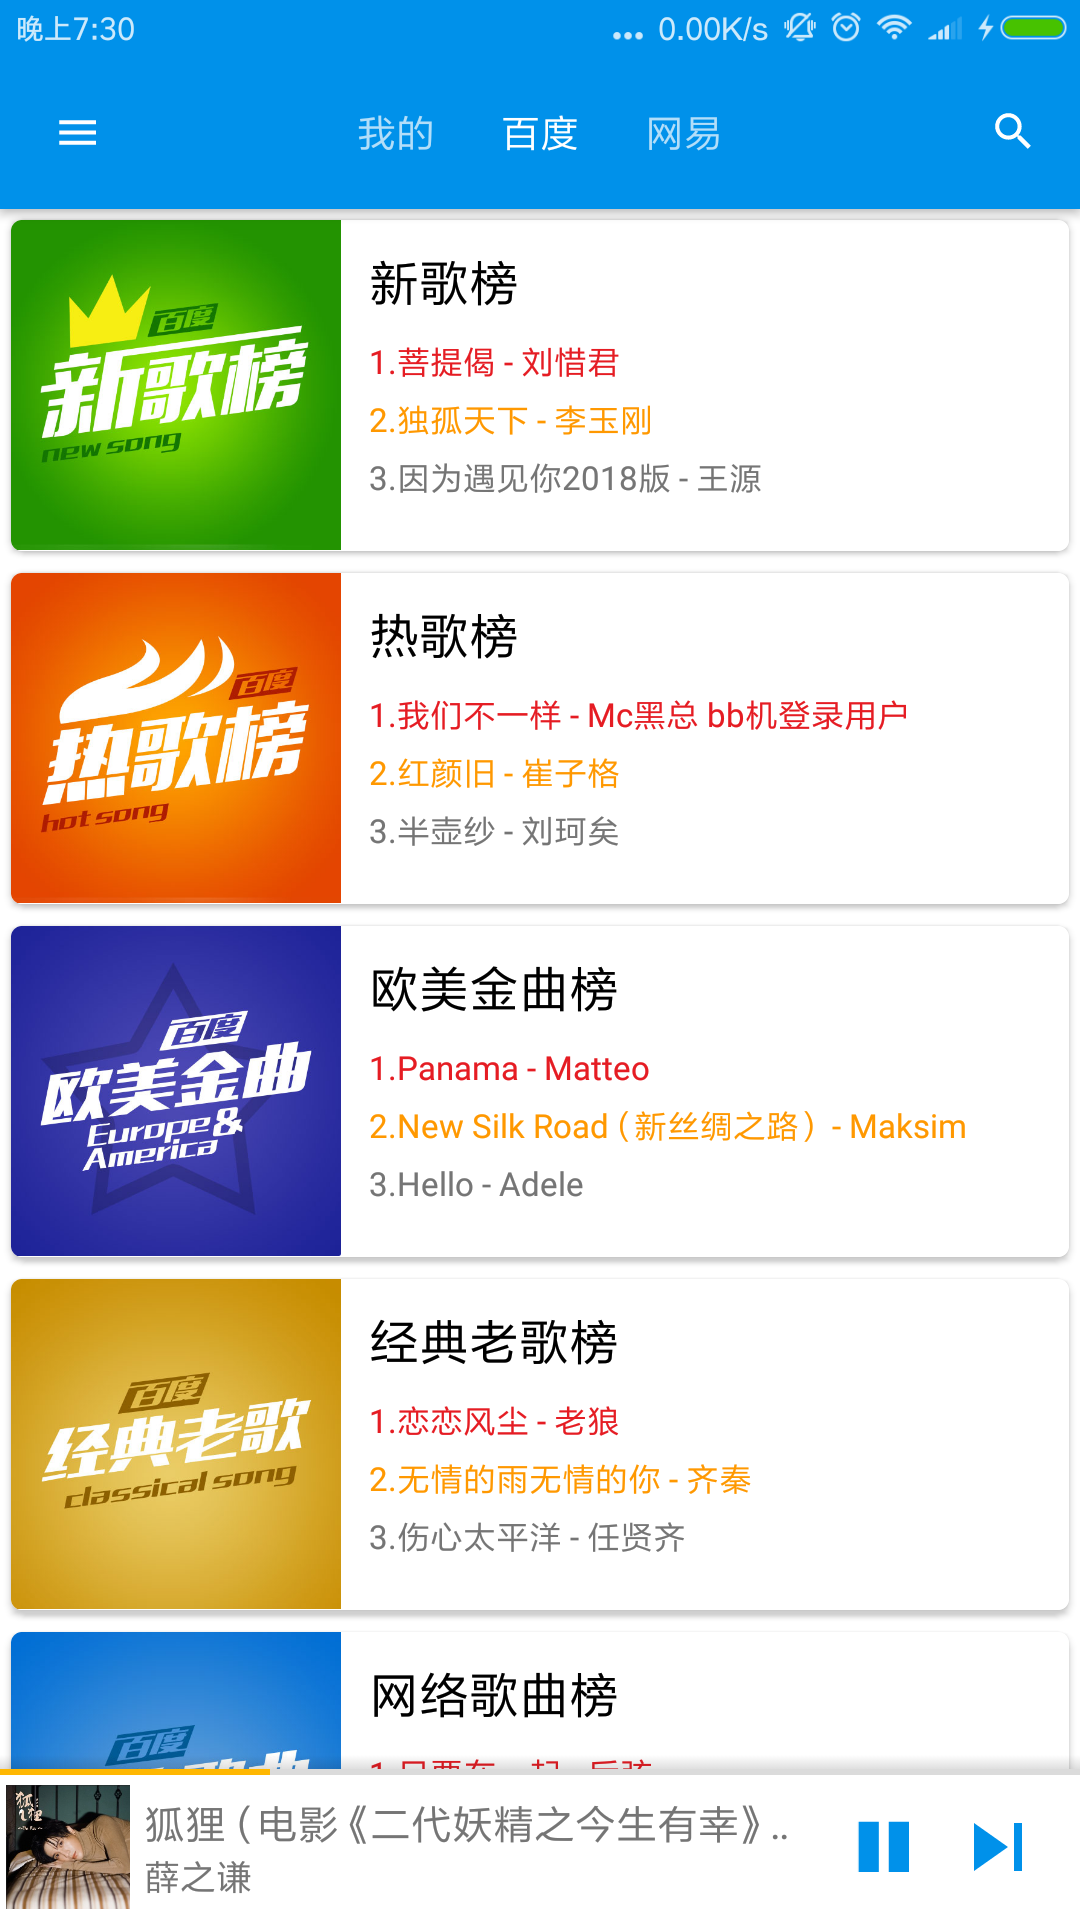 晚上7:30
... 0.00K/s
我的 百度 网易
百度
新歌榜
new song
新歌榜
1.菩提偈 - 刘惜君
2.独孤天下 - 李玉刚
3.因为遇见你2018版 - 王源
百度
热歌榜
hot song
热歌榜
1.我们不一样 - Mc黑总 bb机登录用户
2.红颜旧 - 崔子格
3.半壶纱 - 刘珂矣
百度
欧美金曲
Europe &
America
欧美金曲榜
1.Panama - Matteo
2.New Silk Road（新丝绸之路）- Maksim
3.Hello - Adele
百度
经典老歌
classical song
经典老歌榜
1.恋恋风尘 - 老狼
2.无情的雨无情的你 - 齐秦
3.伤心太平洋 - 任贤齐
百度
网络歌曲榜
狐狸（电影《二代妖精之今生有幸》..
薛之谦